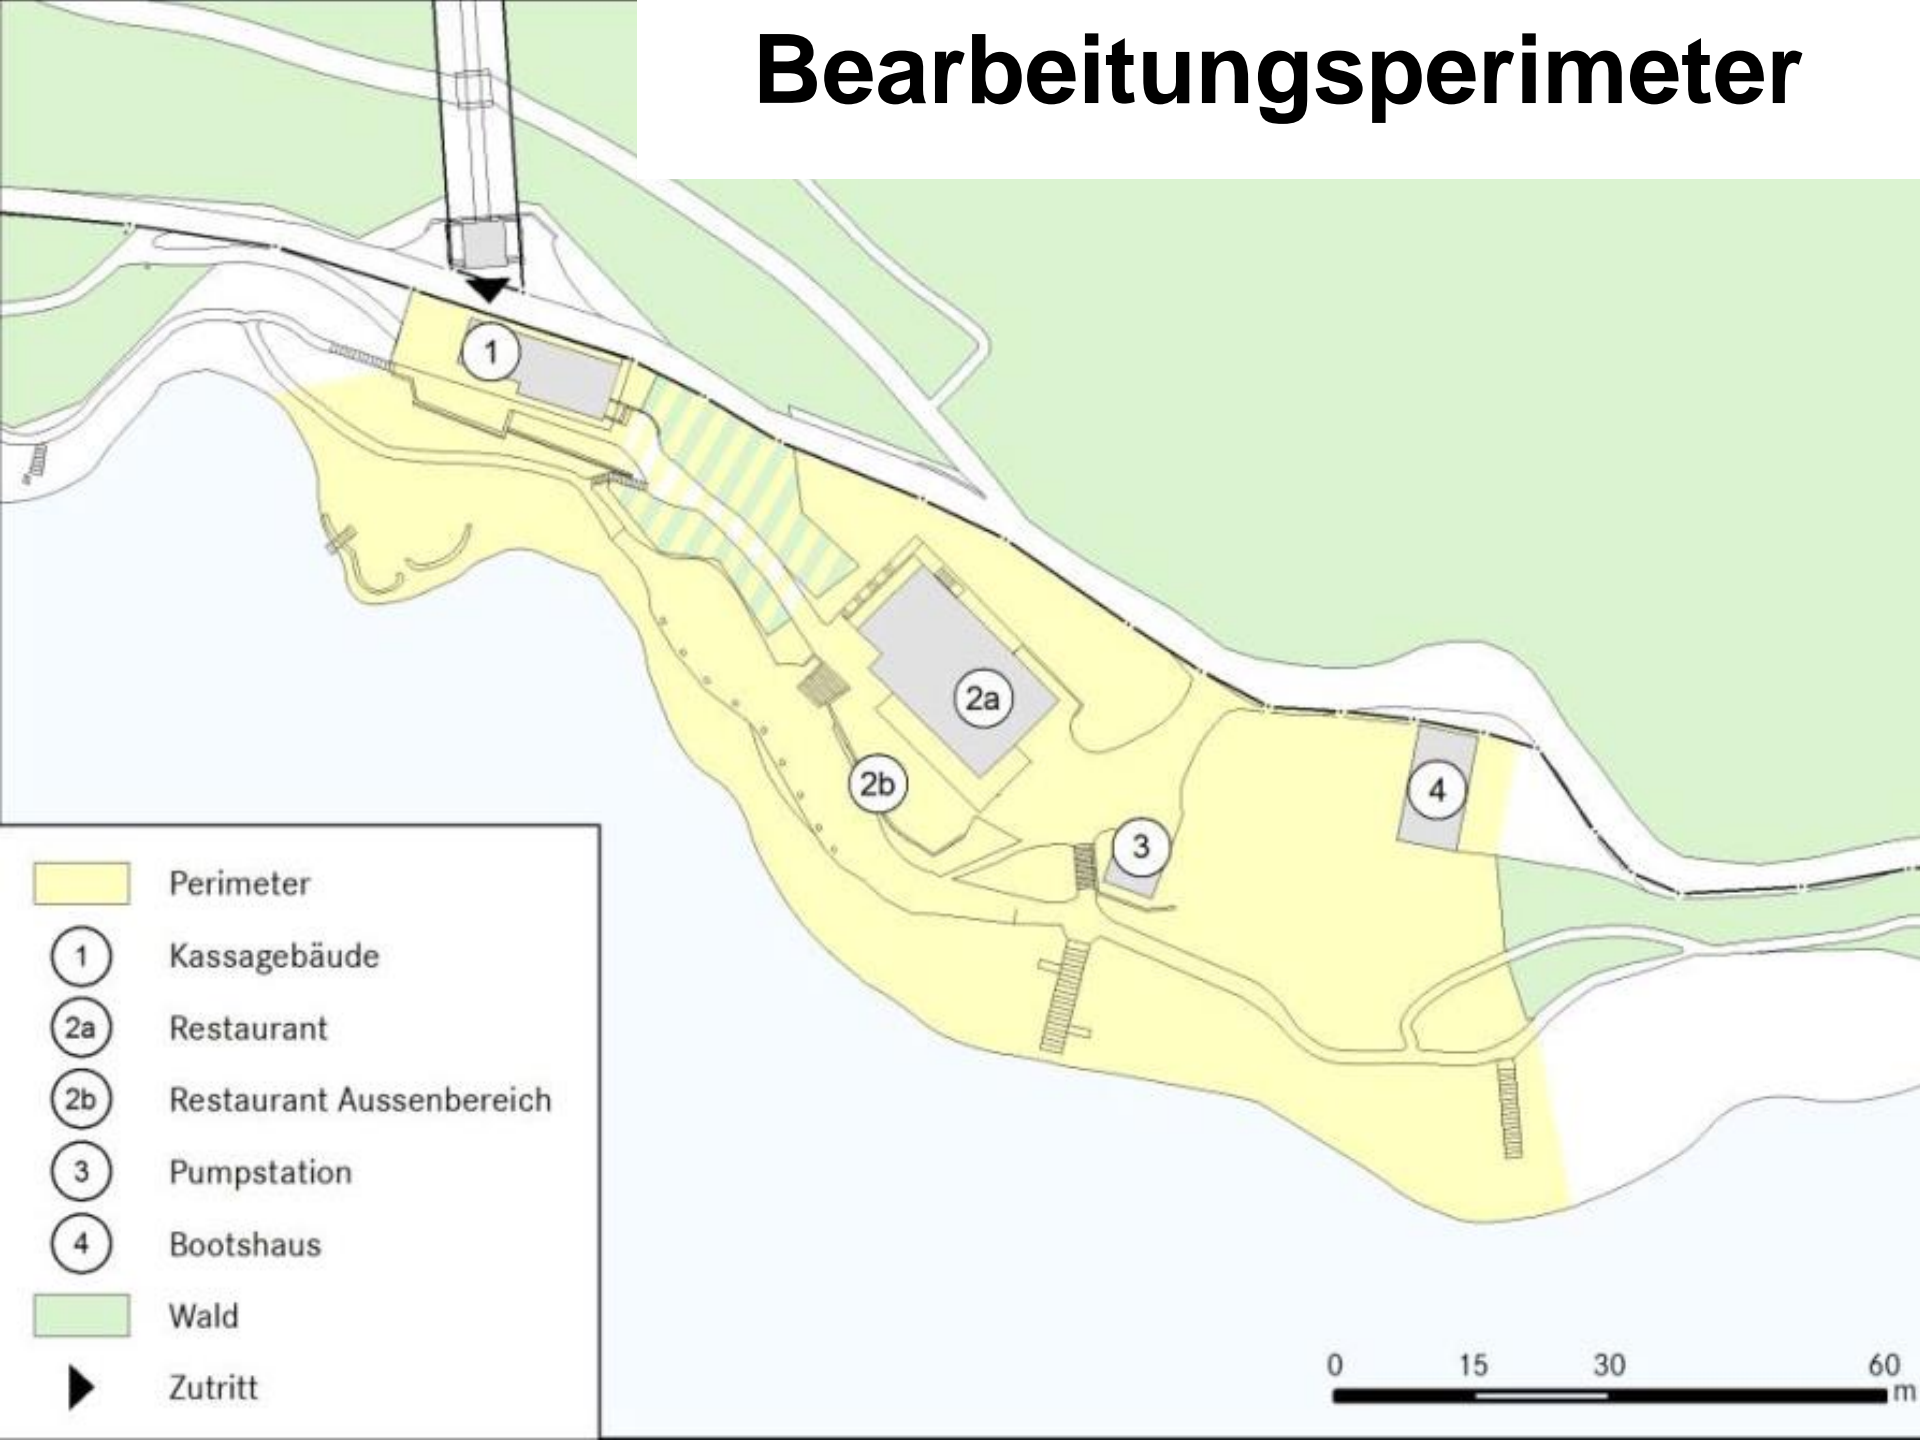 Bearbeitungsperimeter
1
2a
2b
3
4
Perimeter
1 Kassagebäude
2a Restaurant
2b Restaurant Aussenbereich
3 Pumpstation
4 Bootshaus
Wald
Zutritt
0 15 30 60
m